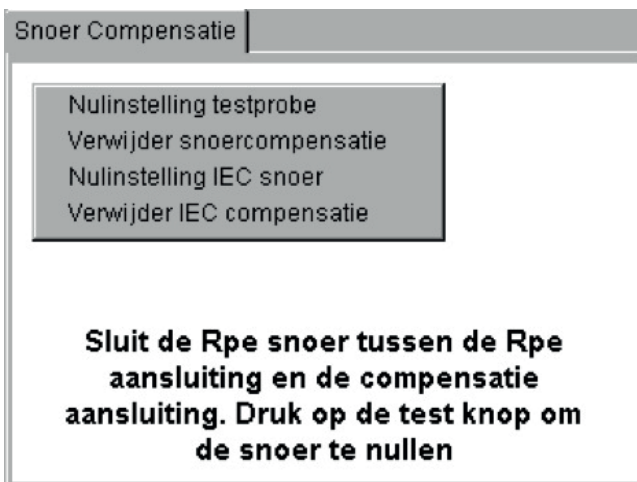 Snoer Compensatie
Nulinstelling testprobe
Verwijder snoercompensatie
Nulinstelling IEC snoer
Verwijder IEC compensatie
Sluit de Rpe snoer tussen de Rpe
aansluiting en de compensatie
aansluiting. Druk op de test knop om
de snoer te nullen